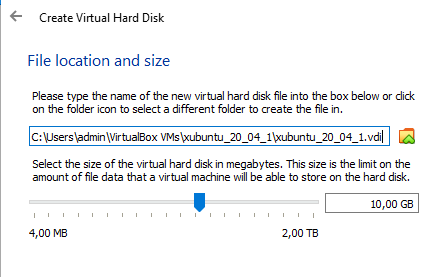 Create Virtual Hard Disk
File location and size
Please type the name of the new virtual hard disk file into the box below or click
on the folder icon to select a different folder to create the file in.
C:\Users\admin\VirtualBox VMs\xubuntu_20_04_1\xubuntu_20_04_1.vdi
Select the size of the virtual hard disk in megabytes. This size is the limit on the
amount of file data that a virtual machine will be able to store on the hard disk.
10,00 GB
4,00 MB 2,00 TB